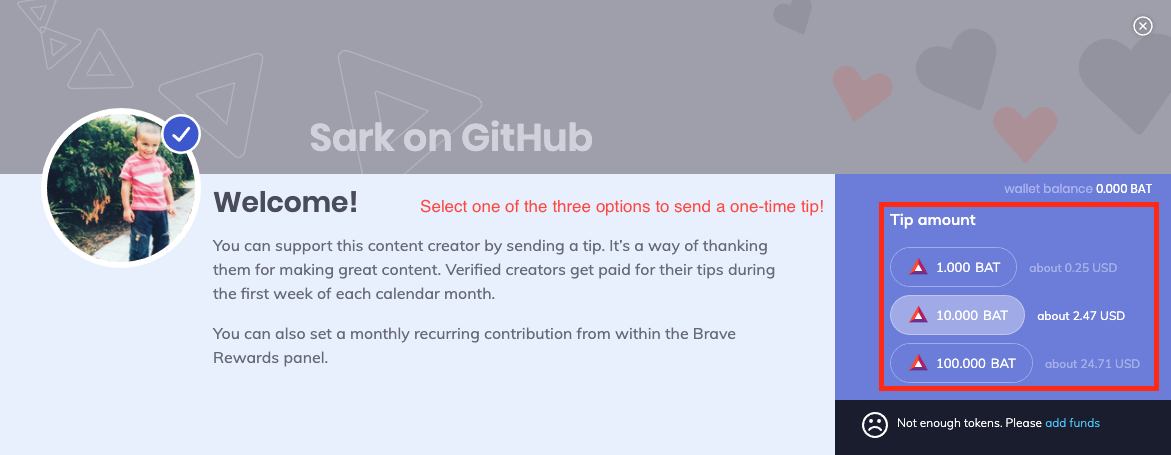 Sark on GitHub
wallet balance 0.000 BAT
Welcome!
Select one of the three options to send a one-time tip!
You can support this content creator by sending a tip. It's a way of thanking
them for making great content. Verified creators get paid for their tips during
the first week of each calendar month.
You can also set a monthly recurring contribution from within the Brave
Rewards panel.
Tip amount
1.000 BAT about 0.25 USD
10.000 BAT about 2.47 USD
100.000 BAT about 24.71 USD
Not enough tokens. Please add funds